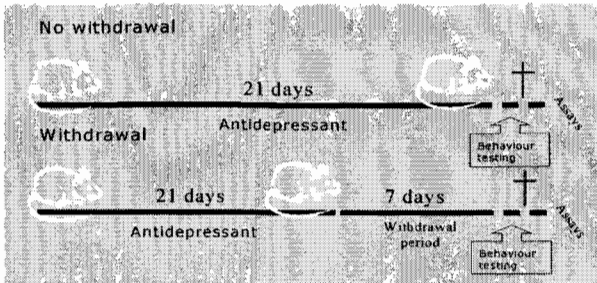 No withdrawal
21 days
Antidepressant
Assays
Behaviour
testing
Withdrawal
21 days
7 days
Antidepressant
Withdrawal
period
Assays
Behaviour
testing